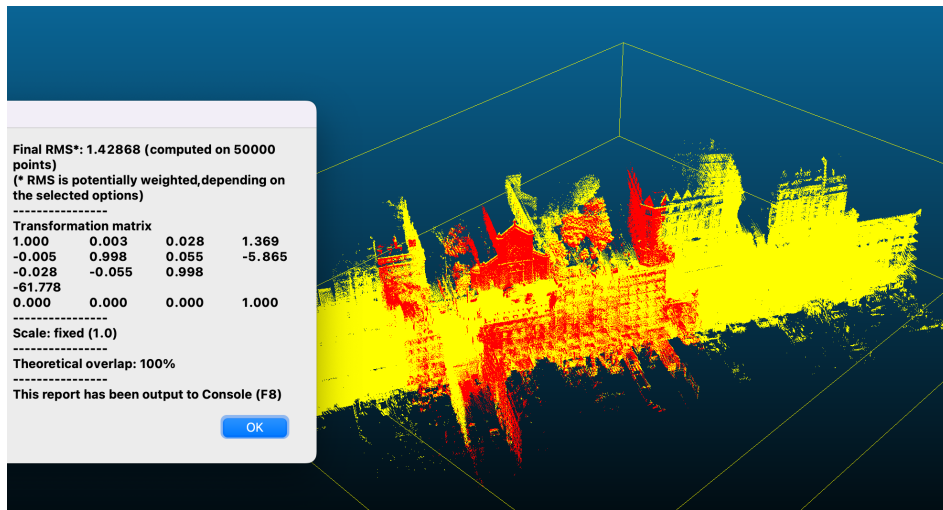 Final RMS*: 1.42868 (computed on 50000
points)
(* RMS is potentially weighted,depending on
the selected options)
----------------
Transformation matrix
1.000 0.003 0.028 1.369
-0.005 0.998 0.055 -5.865
-0.028 -0.055 0.998
-61.778
0.000 0.000 0.000 1.000
----------------
Scale: fixed (1.0)
----------------
Theoretical overlap: 100%
----------------
This report has been output to Console (F8)
OK